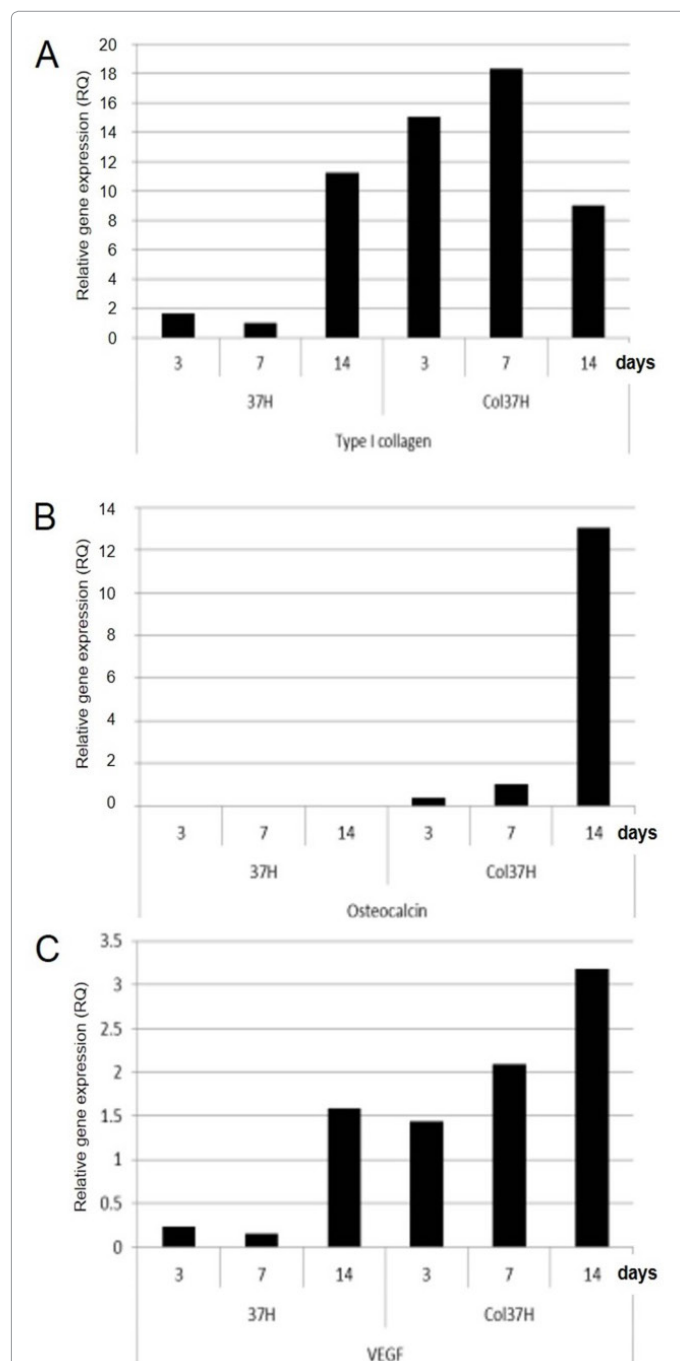 A
Relative gene expression (RQ)
20
18
16
14
12
10
8
6
4
2
0
3 7 14 3 7 14 days
37H Col37H
Type I collagen
B
Relative gene expression (RQ)
14
12
10
8
6
4
2
0
3 7 14 3 7 14 days
37H Col37H
Osteocalcin
C
Relative gene expression (RQ)
3.5
3
2.5
2
1.5
1
0.5
0
3 7 14 3 7 14 days
37H Col37H
VEGF